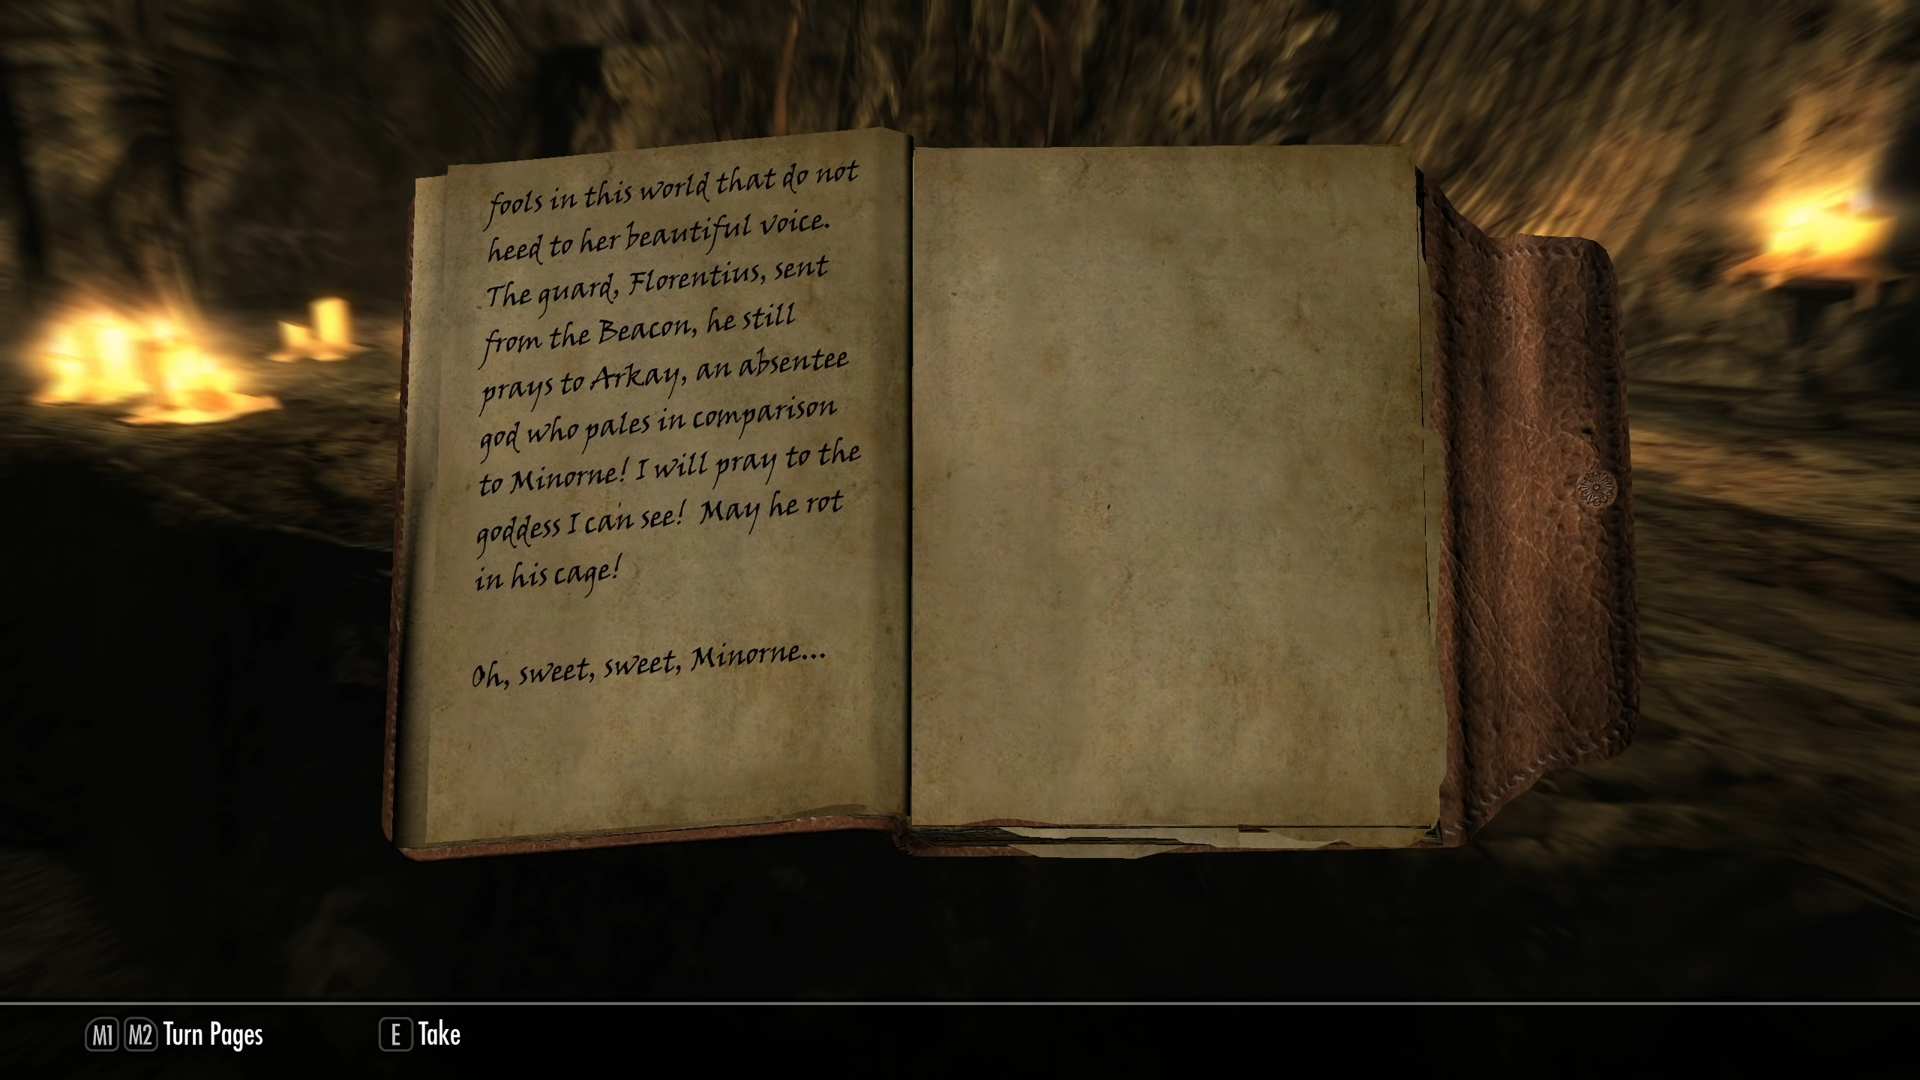 fools in this world that do not
heed to her beautiful voice.
The guard, Florentius, sent
from the Beacon, he still
prays to Arkay, an absentee
god who pales in comparison
to Minorne! I will pray to the
goddess I can see! May he rot
in his cage!
Oh, sweet, sweet, Minorne...
M1 M2 Turn Pages
E Take